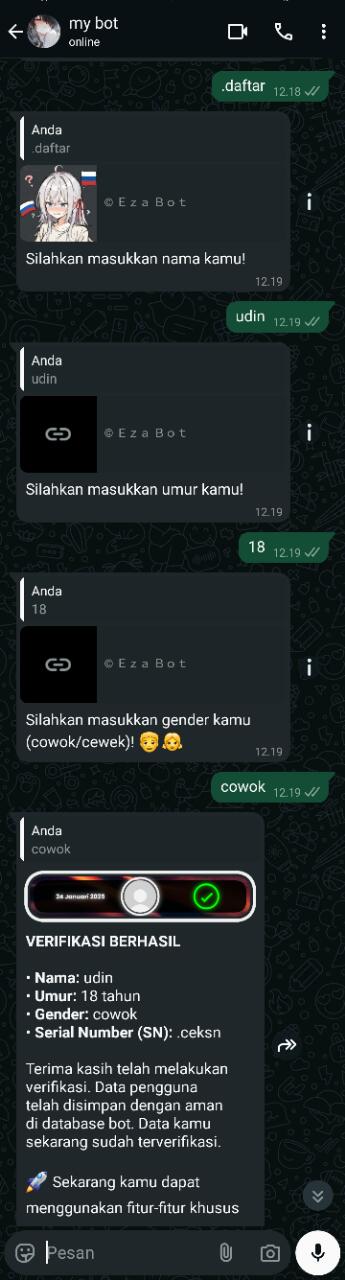 my bot
online
.daftar 12.18
Anda
.daftar
© E z a B o t
Silahkan masukkan nama kamu!
12.19
udin 12.19
Anda
udin
© E z a B o t
Silahkan masukkan umur kamu!
12.19
18 12.19
Anda
18
© E z a B o t
Silahkan masukkan gender kamu
(cowok/cewek)! 👨👩
12.19
cowok 12.19
Anda
cowok
24 Januari 2025
VERIFIKASI BERHASIL
• Nama: udin
• Umur: 18 tahun
• Gender: cowok
• Serial Number (SN): .ceksn
Terima kasih telah melakukan
verifikasi. Data pengguna
telah disimpan dengan aman
di database bot. Data kamu
sekarang sudah terverifikasi.
🚀 Sekarang kamu dapat
menggunakan fitur-fitur khusus
Pesan